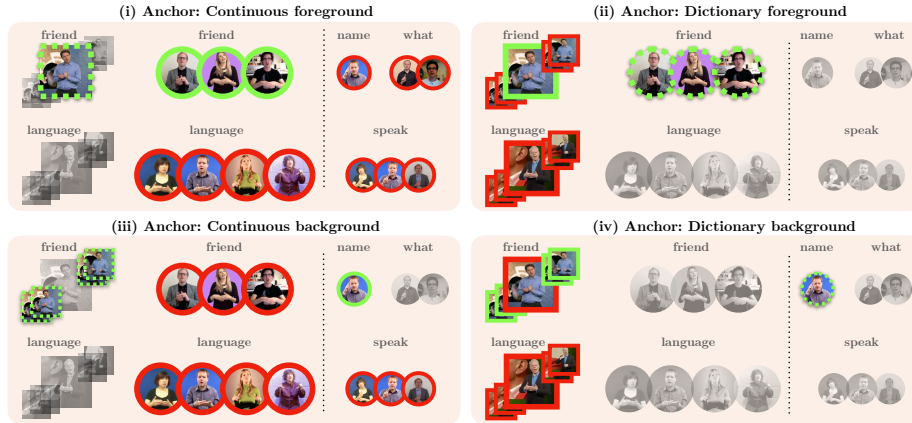 (i) Anchor: Continuous foreground
friend friend name what
language language speak
(ii) Anchor: Dictionary foreground
friend friend name what
language language speak
(iii) Anchor: Continuous background
friend friend name what
language language speak
(iv) Anchor: Dictionary background
friend friend name what
language language speak